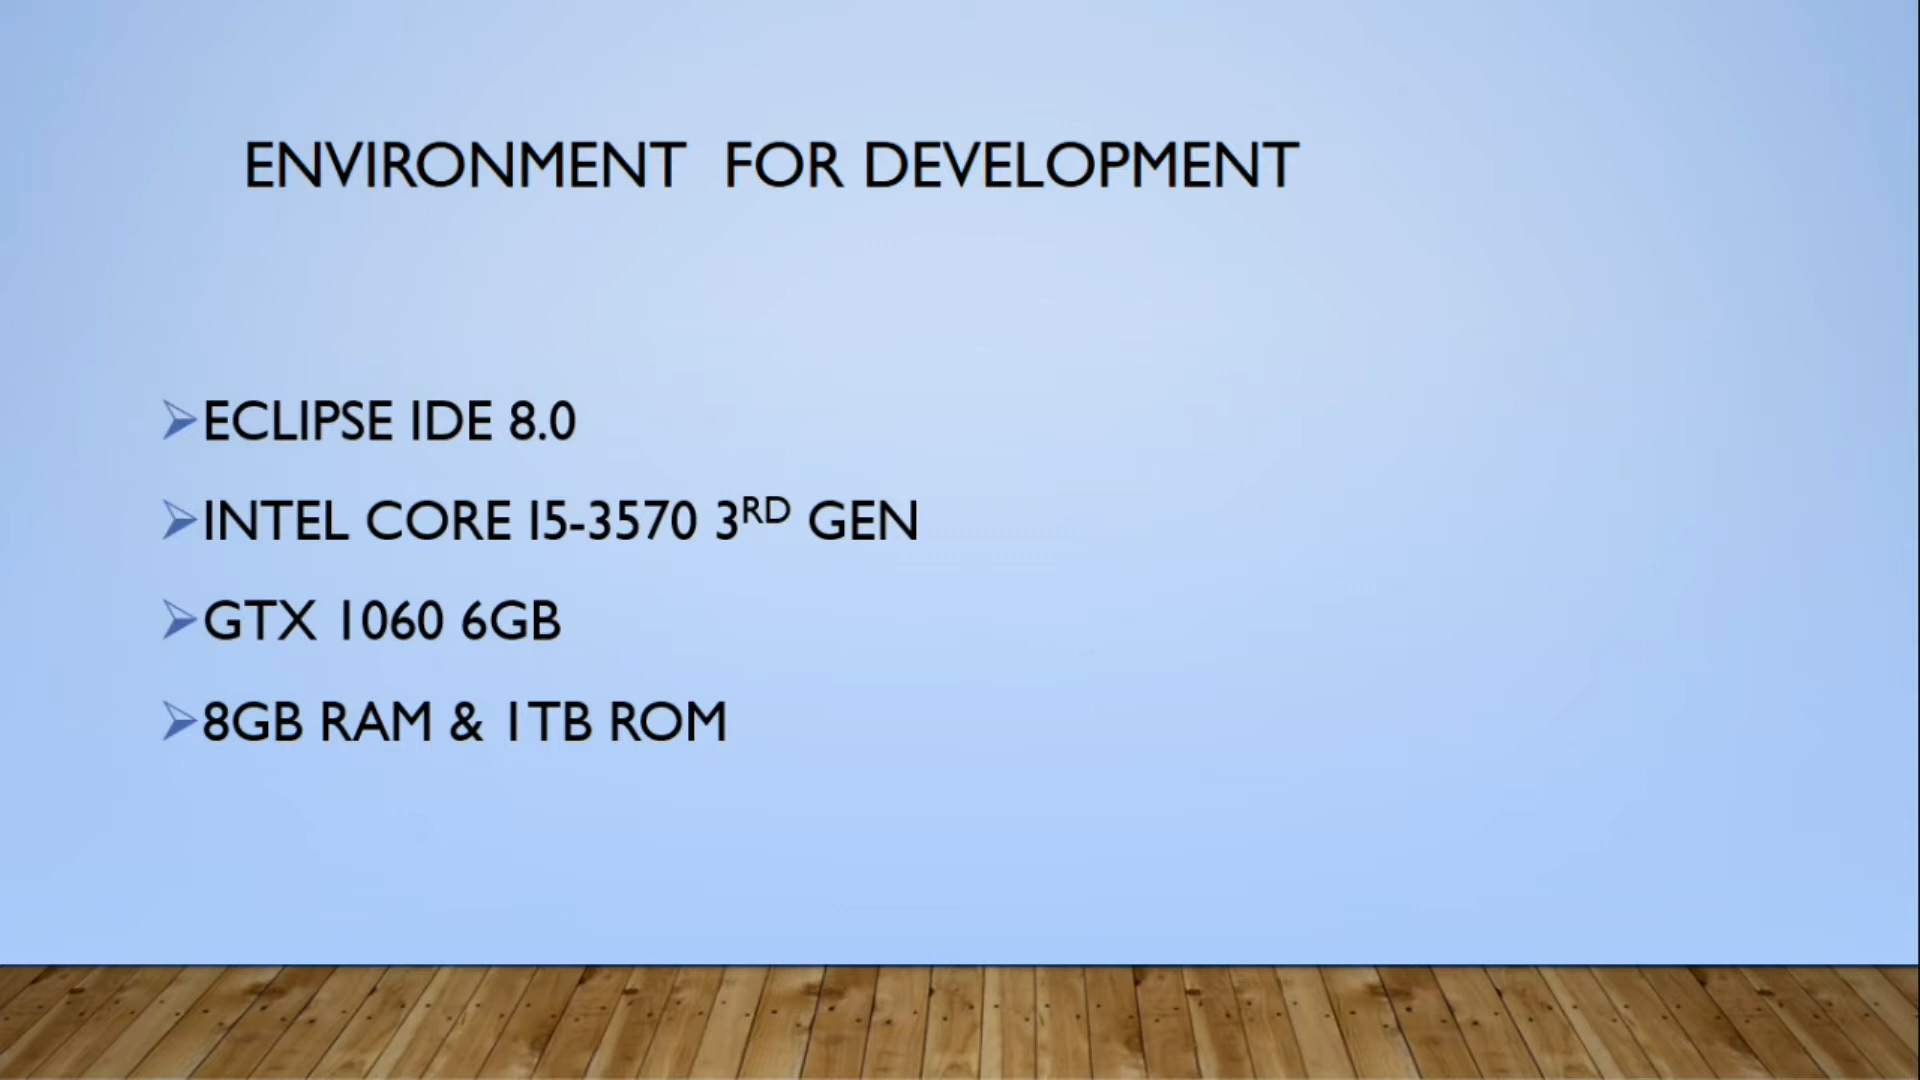 ENVIRONMENT  FOR DEVELOPMENT
ECLIPSE IDE 8.0
INTEL CORE I5-3570 3RD GEN
GTX 1060 6GB
8GB RAM & 1TB ROM